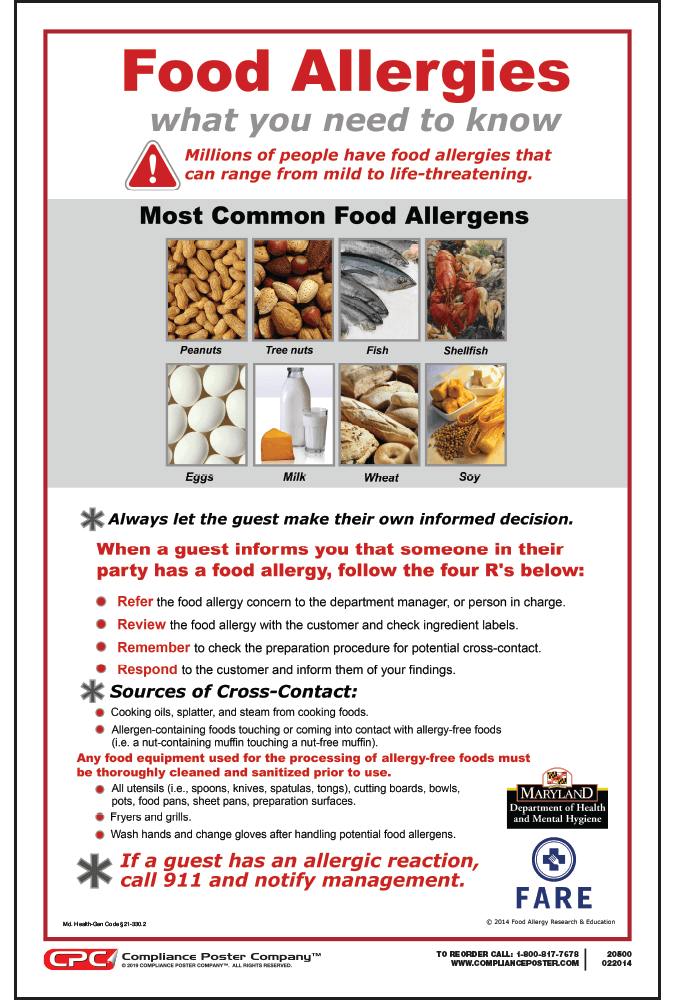 Food Allergies
what you need to know
Millions of people have food allergies that
can range from mild to life-threatening.
Most Common Food Allergens
Peanuts
Tree nuts
Fish
Shellfish
Eggs
Milk
Wheat
Soy
Always let the guest make their own informed decision.
When a guest informs you that someone in their
party has a food allergy, follow the four R's below:
Refer the food allergy concern to the department manager, or person in charge.
Review the food allergy with the customer and check ingredient labels.
Remember to check the preparation procedure for potential cross-contact.
Respond to the customer and inform them of your findings.
Sources of Cross-Contact:
Cooking oils, splatter, and steam from cooking foods.
Allergen-containing foods touching or coming into contact with allergy-free foods
(i.e. a nut-containing muffin touching a nut-free muffin).
Any food equipment used for the processing of allergy-free foods must
be thoroughly cleaned and sanitized prior to use.
All utensils (i.e., spoons, knives, spatulas, tongs), cutting boards, bowls,
pots, food pans, sheet pans, preparation surfaces.
Fryers and grills.
Wash hands and change gloves after handling potential food allergens.
MARYLAND
Department of Health
and Mental Hygiene
If a guest has an allergic reaction,
call 911 and notify management.
FARE
Md. Health-Gen Code § 21-330.2
© 2014 Food Allergy Research & Education
CPC
Compliance Poster Company™
© 2019 COMPLIANCE POSTER COMPANY™. ALL RIGHTS RESERVED.
TO REORDER CALL: 1-800-817-7678
WWW.COMPLIANCEPOSTER.COM
20500
022014